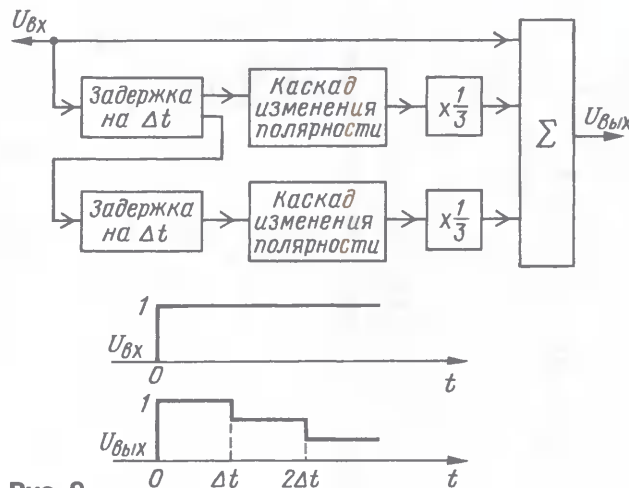 Uвх
Задержка
на Δt
Каскад
изменения
полярности
x 1/3
Σ
Uвых
Задержка
на Δt
Каскад
изменения
полярности
x 1/3
1
Uвх
0
t
1
Uвых
0
Δt
2Δt
t